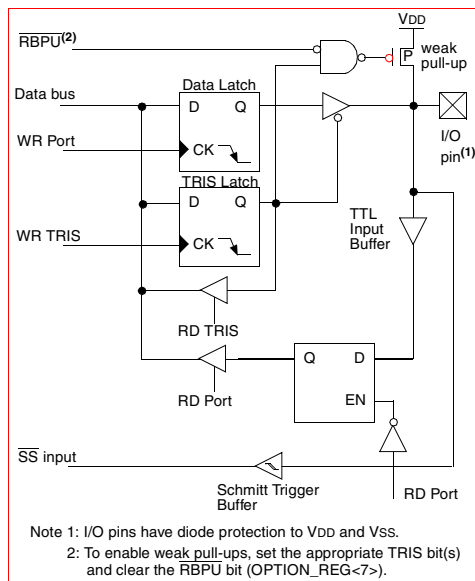 VDD
RBPU(2)
P
weak
pull-up
Data bus
Data Latch
D Q
WR Port
CK
I/O
pin(1)
TRIS Latch
D Q
TTL
Input
Buffer
WR TRIS
CK
RD TRIS
Q D
RD Port
EN
SS input
Schmitt Trigger
Buffer
RD Port
Note 1: I/O pins have diode protection to VDD and VSS.
2: To enable weak pull-ups, set the appropriate TRIS bit(s)
and clear the RBPU bit (OPTION_REG<7>).